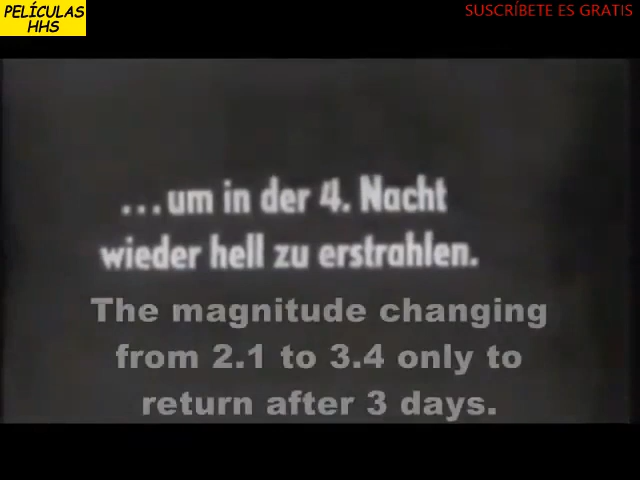 PELÍCULAS
HHS
SUSCRÍBETE ES GRATIS
...um in der 4. Nacht
wieder hell zu erstrahlen.
The magnitude changing
from 2.1 to 3.4 only to
return after 3 days.